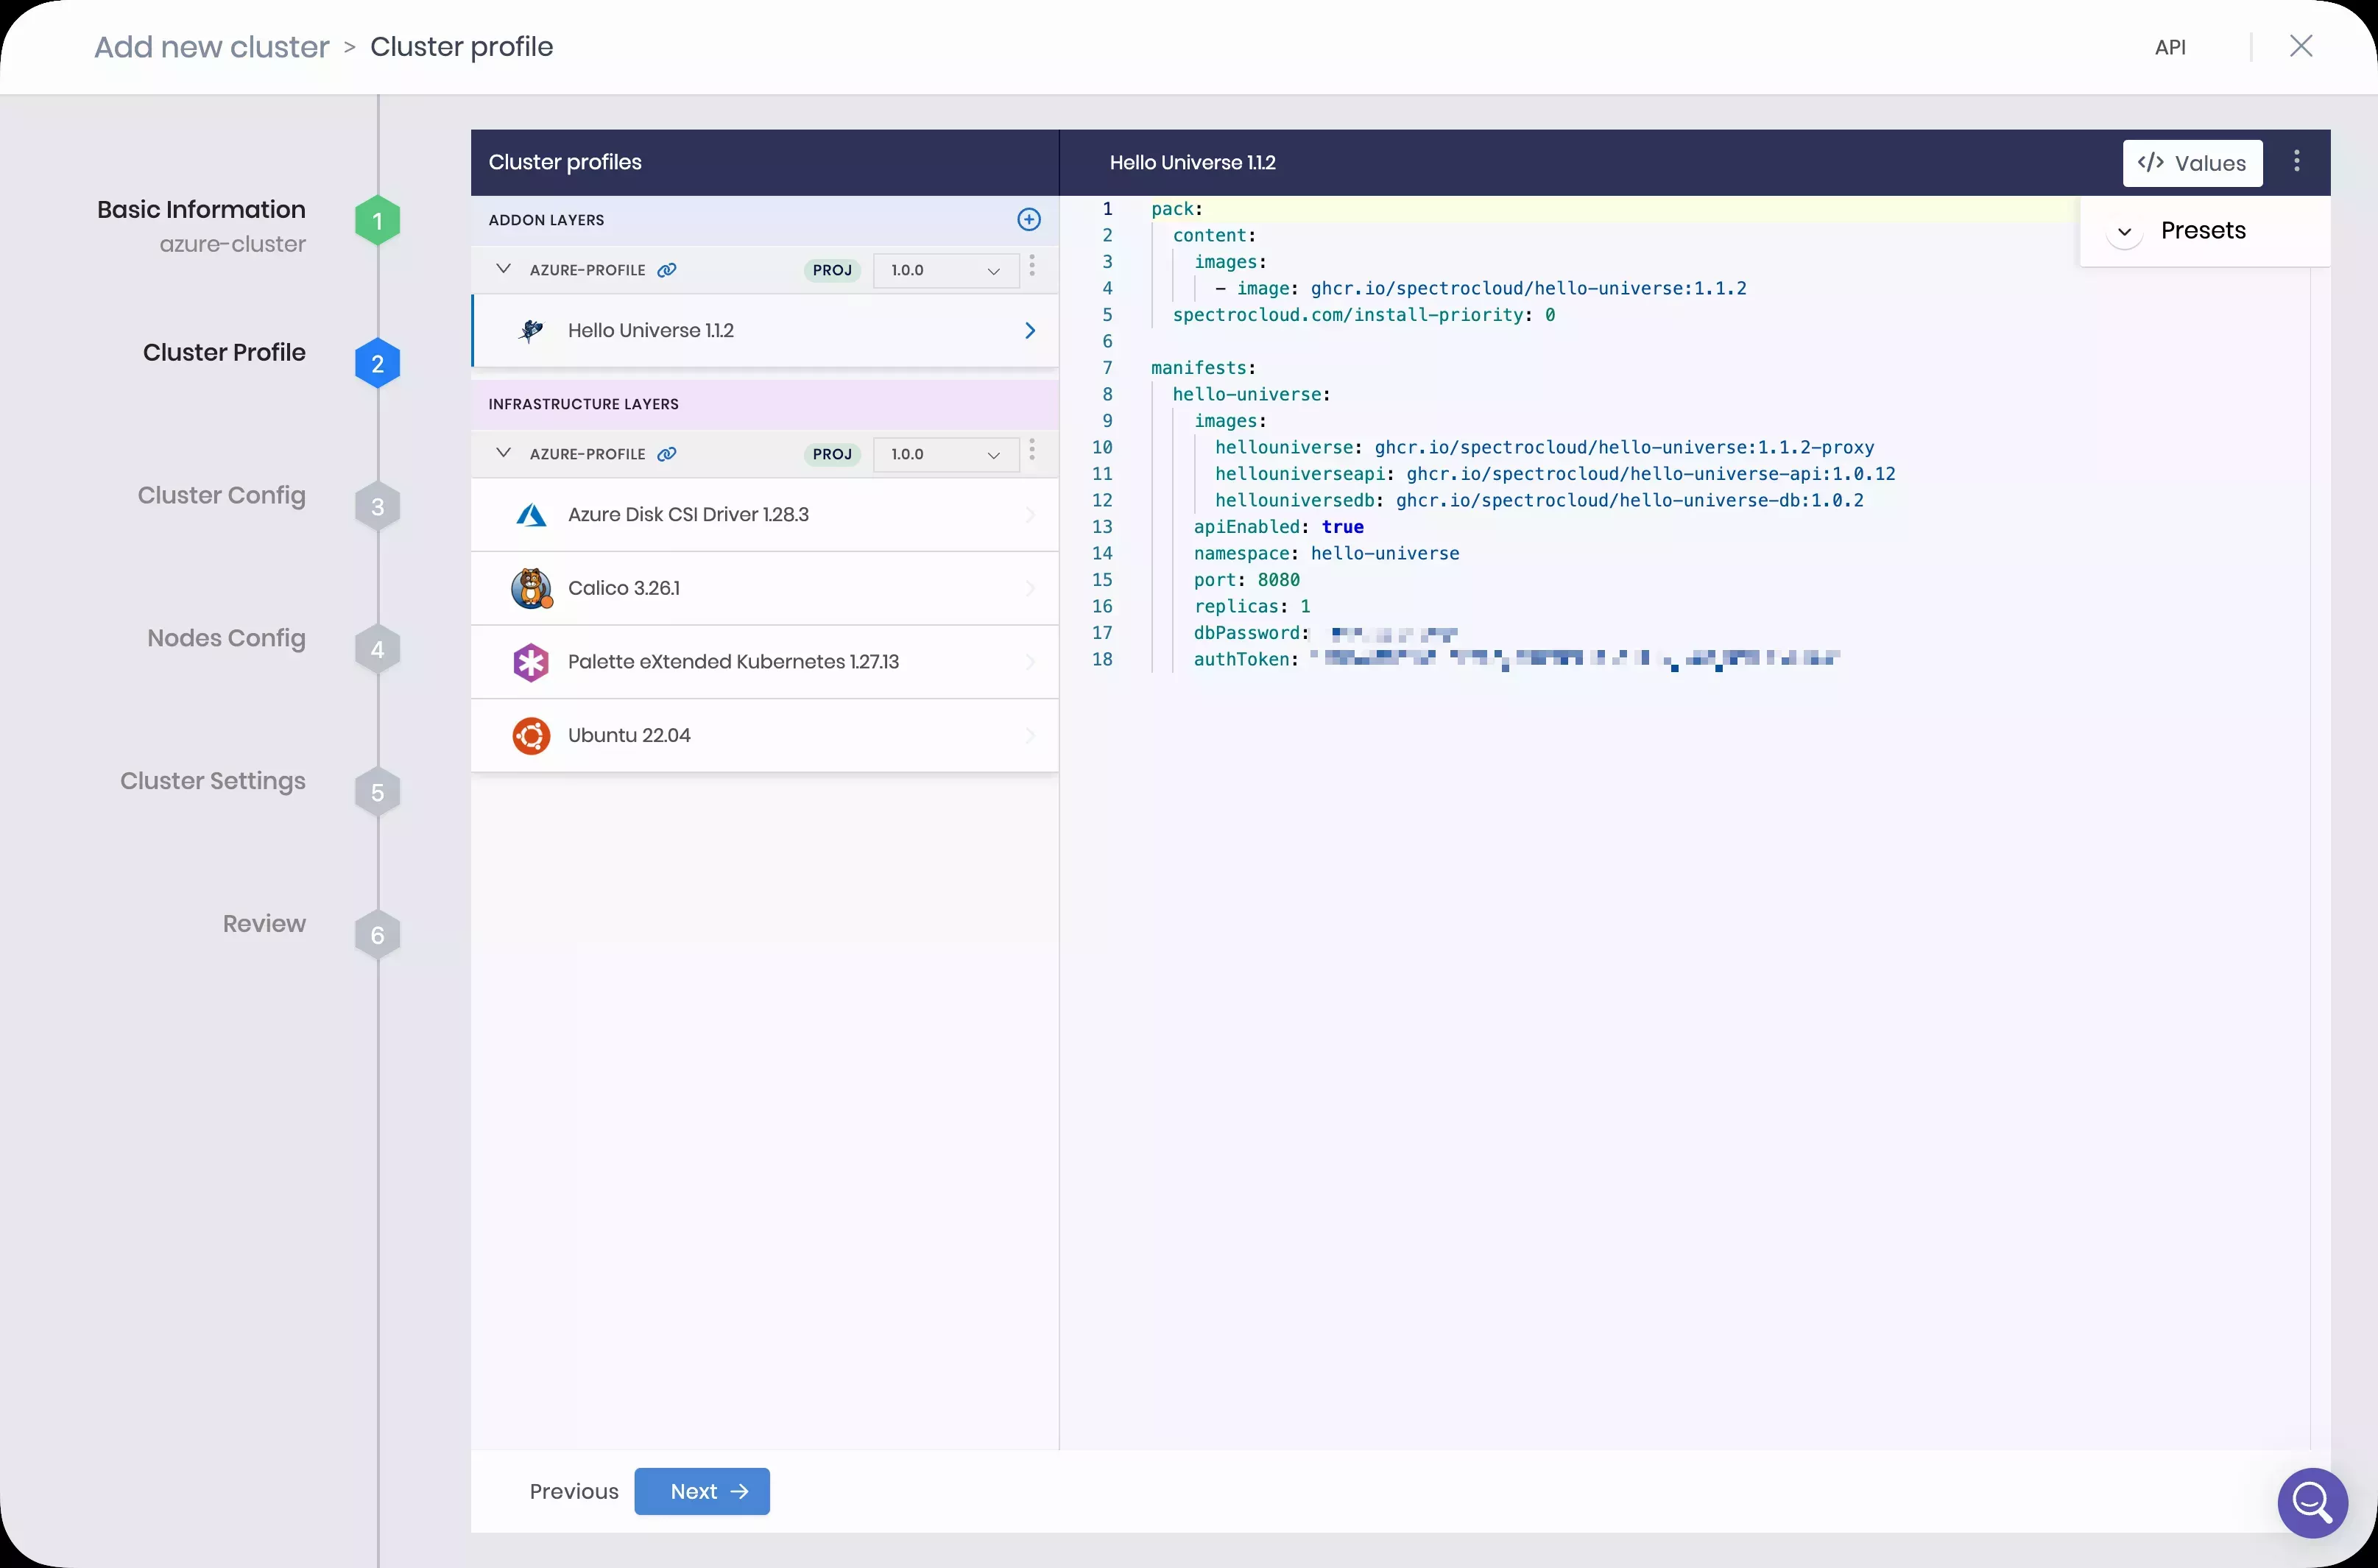 Add new cluster > Cluster profile
API
Basic Information
azure-cluster
1
Cluster Profile
2
Cluster Config
3
Nodes Config
4
Cluster Settings
5
Review
6
Cluster profiles
ADDON LAYERS
AZURE-PROFILE PROJ 1.0.0
Hello Universe 1.1.2
INFRASTRUCTURE LAYERS
AZURE-PROFILE PROJ 1.0.0
Azure Disk CSI Driver 1.28.3
Calico 3.26.1
Palette eXtended Kubernetes 1.27.13
Ubuntu 22.04
Hello Universe 1.1.2
</> Values
Presets
1 pack:
2 content:
3 images:
4 - image: ghcr.io/spectrocloud/hello-universe:1.1.2
5 spectrocloud.com/install-priority: 0
6
7 manifests:
8 hello-universe:
9 images:
10 hellouniverse: ghcr.io/spectrocloud/hello-universe:1.1.2-proxy
11 hellouniverseapi: ghcr.io/spectrocloud/hello-universe-api:1.0.12
12 hellouniversedb: ghcr.io/spectrocloud/hello-universe-db:1.0.2
13 apiEnabled: true
14 namespace: hello-universe
15 port: 8080
16 replicas: 1
17 dbPassword:
18 authToken:
Previous
Next →